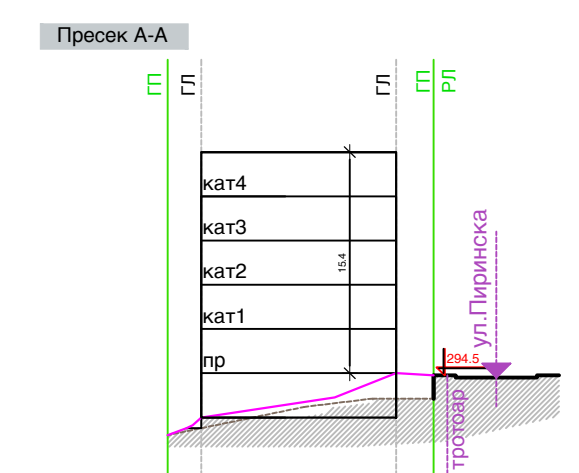 Пресек А-А
ГП
ГЛ
ГЛ
ГП
РЛ
кат4
кат3
кат2
кат1
пр
15.4
294.5
ул.Пиринска
тротоар